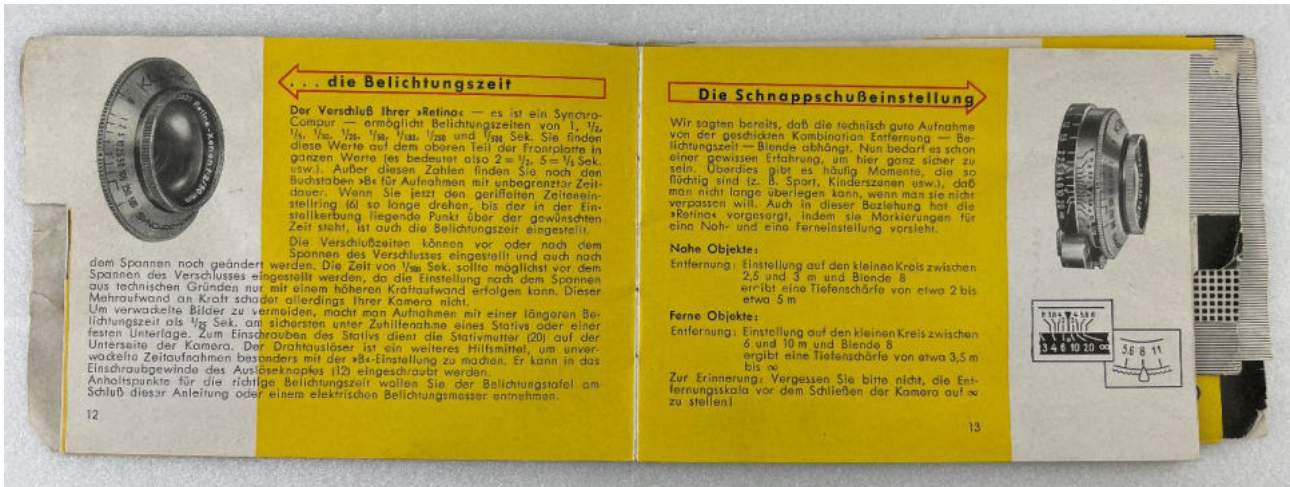 . . . die Belichtungszeit
Der Verschluß Ihrer »Retina« — es ist ein Synchro-
Compur — ermöglicht Belichtungszeiten von 1, 1/2,
1/5, 1/10, 1/25, 1/50, 1/100, 1/250 und 1/500 Sek. Sie finden
diese Werte auf dem oberen Teil der Frontplatte in
ganzen Werte (es bedeutet also 2 = 1/2, 5 = 1/5 Sek.
usw.). Außer diesen Zahlen finden Sie noch den
Buchstaben »B« für Aufnahmen mit unbegrenzter Zeit-
dauer. Wenn Sie jetzt den geriffelten Zeitenein-
stellring (6) so lange drehen, bis der in der Ein-
stellkerbung liegende Punkt über der gewünschten
Zeit steht, ist auch die Belichtungszeit eingestellt.
Die Verschlußzeiten können vor oder nach dem
Spannen des Verschlusses eingestellt und auch nach
dem Spannen noch geändert werden. Die Zeit von 1/500 Sek. sollte möglichst vor dem
Spannen des Verschlusses eingestellt werden, da die Einstellung nach dem Spannen
aus technischen Gründen nur mit einem höheren Kraftaufwand erfolgen kann. Dieser
Mehraufwand an Kraft schadet allerdings Ihrer Kamera nicht.
Um verwackelte Bilder zu vermeiden, macht man Aufnahmen mit einer längeren Be-
lichtungszeit als 1/25 Sek. am sichersten unter Zuhilfenahme eines Stativs oder einer
festen Unterlage. Zum Einschrauben des Stativs dient die Stativmutter (20) auf der
Unterseite der Kamera. Der Drahtauslöser ist ein weiteres Hilfsmittel, um unver-
wackelte Zeitaufnahmen besonders mit der »B«-Einstellung zu machen. Er kann in das
Einschraubgewinde des Auslöseknopfes (12) eingeschraubt werden.
Anhaltspunkte für die richtige Belichtungszeit wollen Sie der Belichtungstafel am
Schluß dieser Anleitung oder einem elektrischen Belichtungsmesser entnehmen.
12
Die Schnappschußeinstellung
Wir sagten bereits, daß die technisch gute Aufnahme
von der geschickten Kombination Entfernung — Be-
lichtungszeit — Blende abhängt. Nun bedarf es schon
einer gewissen Erfahrung, um hier ganz sicher zu
sein. Überdies gibt es häufig Momente, die so
flüchtig sind (z. B. Sport, Kinderszenen usw.), daß
man nicht lange überlegen kann, wenn man sie nicht
verpassen will. Auch in dieser Beziehung hat die
»Retina« vorgesorgt, indem sie Markierungen für
eine Nah- und eine Ferneinstellung vorsieht.
Nahe Objekte:
Entfernung: Einstellung auf den kleinen Kreis zwischen
2,5 und 3 m und Blende 8
ergibt eine Tiefenschärfe von etwa 2 bis
etwa 5 m
Ferne Objekte:
Entfernung: Einstellung auf den kleinen Kreis zwischen
6 und 10 m und Blende 8
ergibt eine Tiefenschärfe von etwa 3,5 m
bis ∞
Zur Erinnerung: Vergessen Sie bitte nicht, die Ent-
fernungsskala vor dem Schließen der Kamera auf ∞
zu stellen!
3 4 6 10 20 ∞
5,6 8 11
13